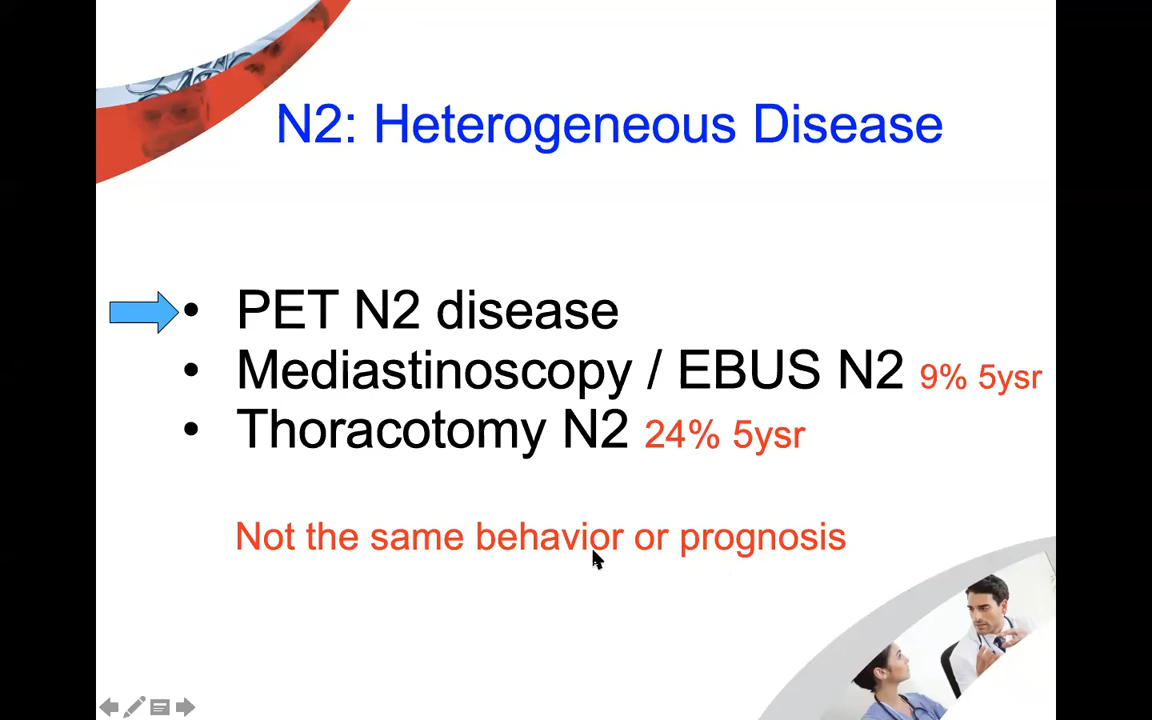 N2: Heterogeneous Disease
• PET N2 disease
• Mediastinoscopy / EBUS N2 9% 5ysr
• Thoracotomy N2 24% 5ysr
Not the same behavior or prognosis